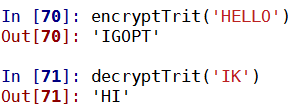 In [70]: encryptTrit('HELLO')
Out[70]: 'IGOPT'
In [71]: decryptTrit('IK')
Out[71]: 'HI'